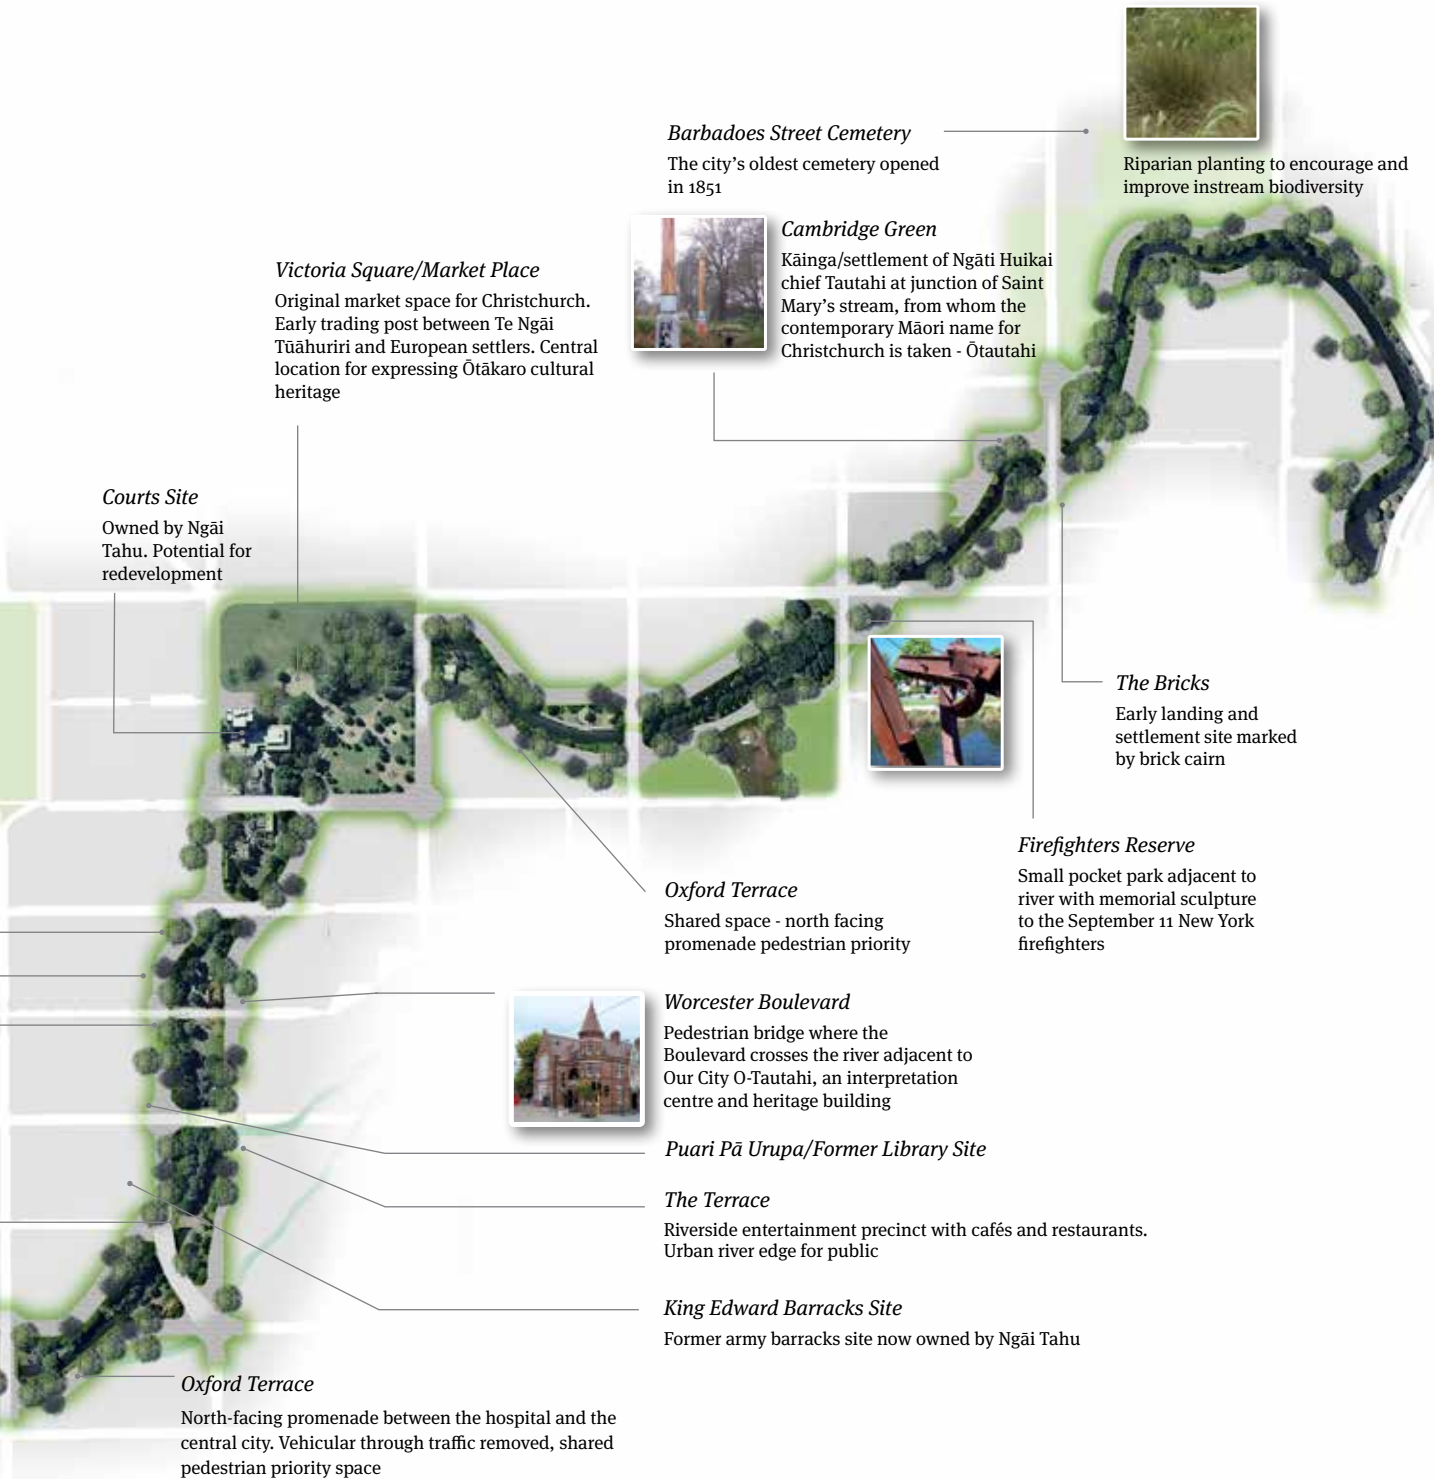 Barbadoes Street Cemetery
The city's oldest cemetery opened
in 1851
Riparian planting to encourage and
improve instream biodiversity
Cambridge Green
Kāinga/settlement of Ngāti Huikai
chief Tautahi at junction of Saint
Mary's stream, from whom the
contemporary Māori name for
Christchurch is taken - Ōtautahi
Victoria Square/Market Place
Original market space for Christchurch.
Early trading post between Te Ngāi
Tūāhuriri and European settlers. Central
location for expressing Ōtākaro cultural
heritage
Courts Site
Owned by Ngāi
Tahu. Potential for
redevelopment
The Bricks
Early landing and
settlement site marked
by brick cairn
Firefighters Reserve
Small pocket park adjacent to
river with memorial sculpture
to the September 11 New York
firefighters
Oxford Terrace
Shared space - north facing
promenade pedestrian priority
Worcester Boulevard
Pedestrian bridge where the
Boulevard crosses the river adjacent to
Our City O-Tautahi, an interpretation
centre and heritage building
Puari Pā Urupa/Former Library Site
The Terrace
Riverside entertainment precinct with cafés and restaurants.
Urban river edge for public
King Edward Barracks Site
Former army barracks site now owned by Ngāi Tahu
Oxford Terrace
North-facing promenade between the hospital and the
central city. Vehicular through traffic removed, shared
pedestrian priority space